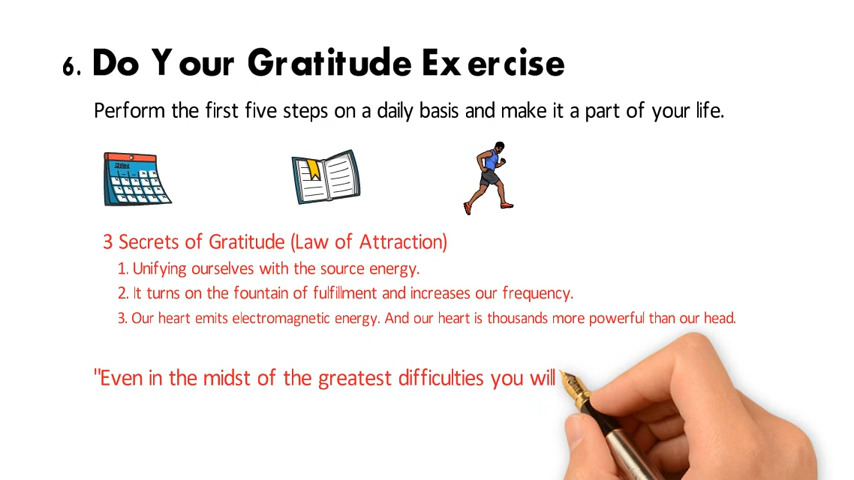 6. Do Your Gratitude Exercise
Perform the first five steps on a daily basis and make it a part of your life.
3 Secrets of Gratitude (Law of Attraction)
1. Unifying ourselves with the source energy.
2. It turns on the fountain of fulfillment and increases our frequency.
3. Our heart emits electromagnetic energy. And our heart is thousands more powerful than our head.
"Even in the midst of the greatest difficulties you will